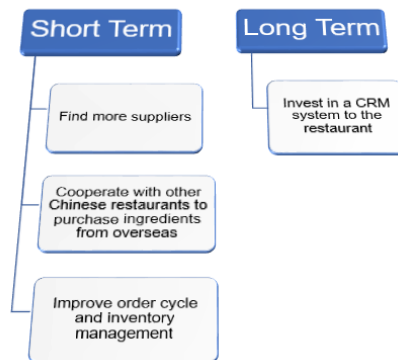 Short Term
Find more suppliers
Cooperate with other
Chinese restaurants to
purchase ingredients
from overseas
Improve order cycle
and inventory
management
Long Term
Invest in a CRM
system to the
restaurant